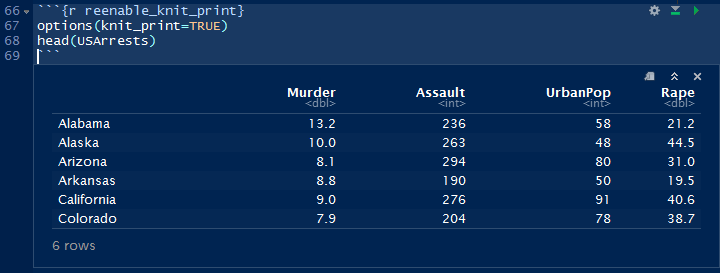 66 ```{r reenable_knit_print}
67 options(knit_print=TRUE)
68 head(USArrests)
69 ```
Murder Assault UrbanPop Rape
<dbl> <int> <int> <dbl>
Alabama 13.2 236 58 21.2
Alaska 10.0 263 48 44.5
Arizona 8.1 294 80 31.0
Arkansas 8.8 190 50 19.5
California 9.0 276 91 40.6
Colorado 7.9 204 78 38.7
6 rows